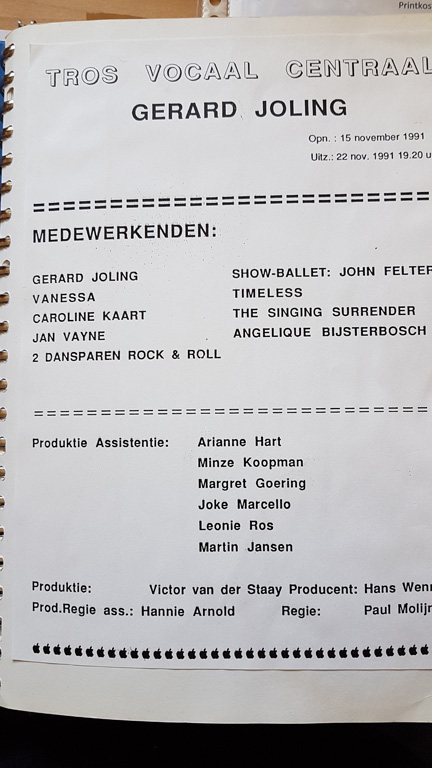 Printkos
TROS VOCAAL CENTRAAL
GERARD JOLING
Opn. : 15 november 1991
Uitz.: 22 nov. 1991 19.20 u
==============================
MEDEWERKENDEN:
GERARD JOLING SHOW-BALLET: JOHN FELTER
VANESSA TIMELESS
CAROLINE KAART THE SINGING SURRENDER
JAN VAYNE ANGELIQUE BIJSTERBOSCH
2 DANSPAREN ROCK & ROLL
==============================
Produktie Assistentie: Arianne Hart
Minze Koopman
Margret Goering
Joke Marcello
Leonie Ros
Martin Jansen
Produktie: Victor van der Staay Producent: Hans Wenn
Prod.Regie ass.: Hannie Arnold Regie: Paul Molijn